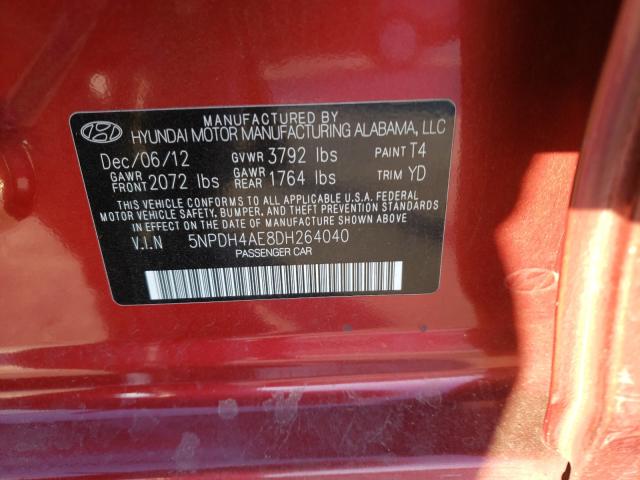 MANUFACTURED BY
HYUNDAI MOTOR MANUFACTURING ALABAMA, LLC
Dec/06/12 GVWR 3792 lbs PAINT T4
GAWR FRONT 2072 lbs GAWR REAR 1764 lbs TRIM YD
THIS VEHICLE CONFORMS TO ALL APPLICABLE U.S.A. FEDERAL
MOTOR VEHICLE SAFETY, BUMPER, AND THEFT PREVENTION
STANDARDS IN EFFECT ON THE DATE OF MANUFACTURE SHOWN ABOVE.
V.I.N 5NPDH4AE8DH264040
PASSENGER CAR